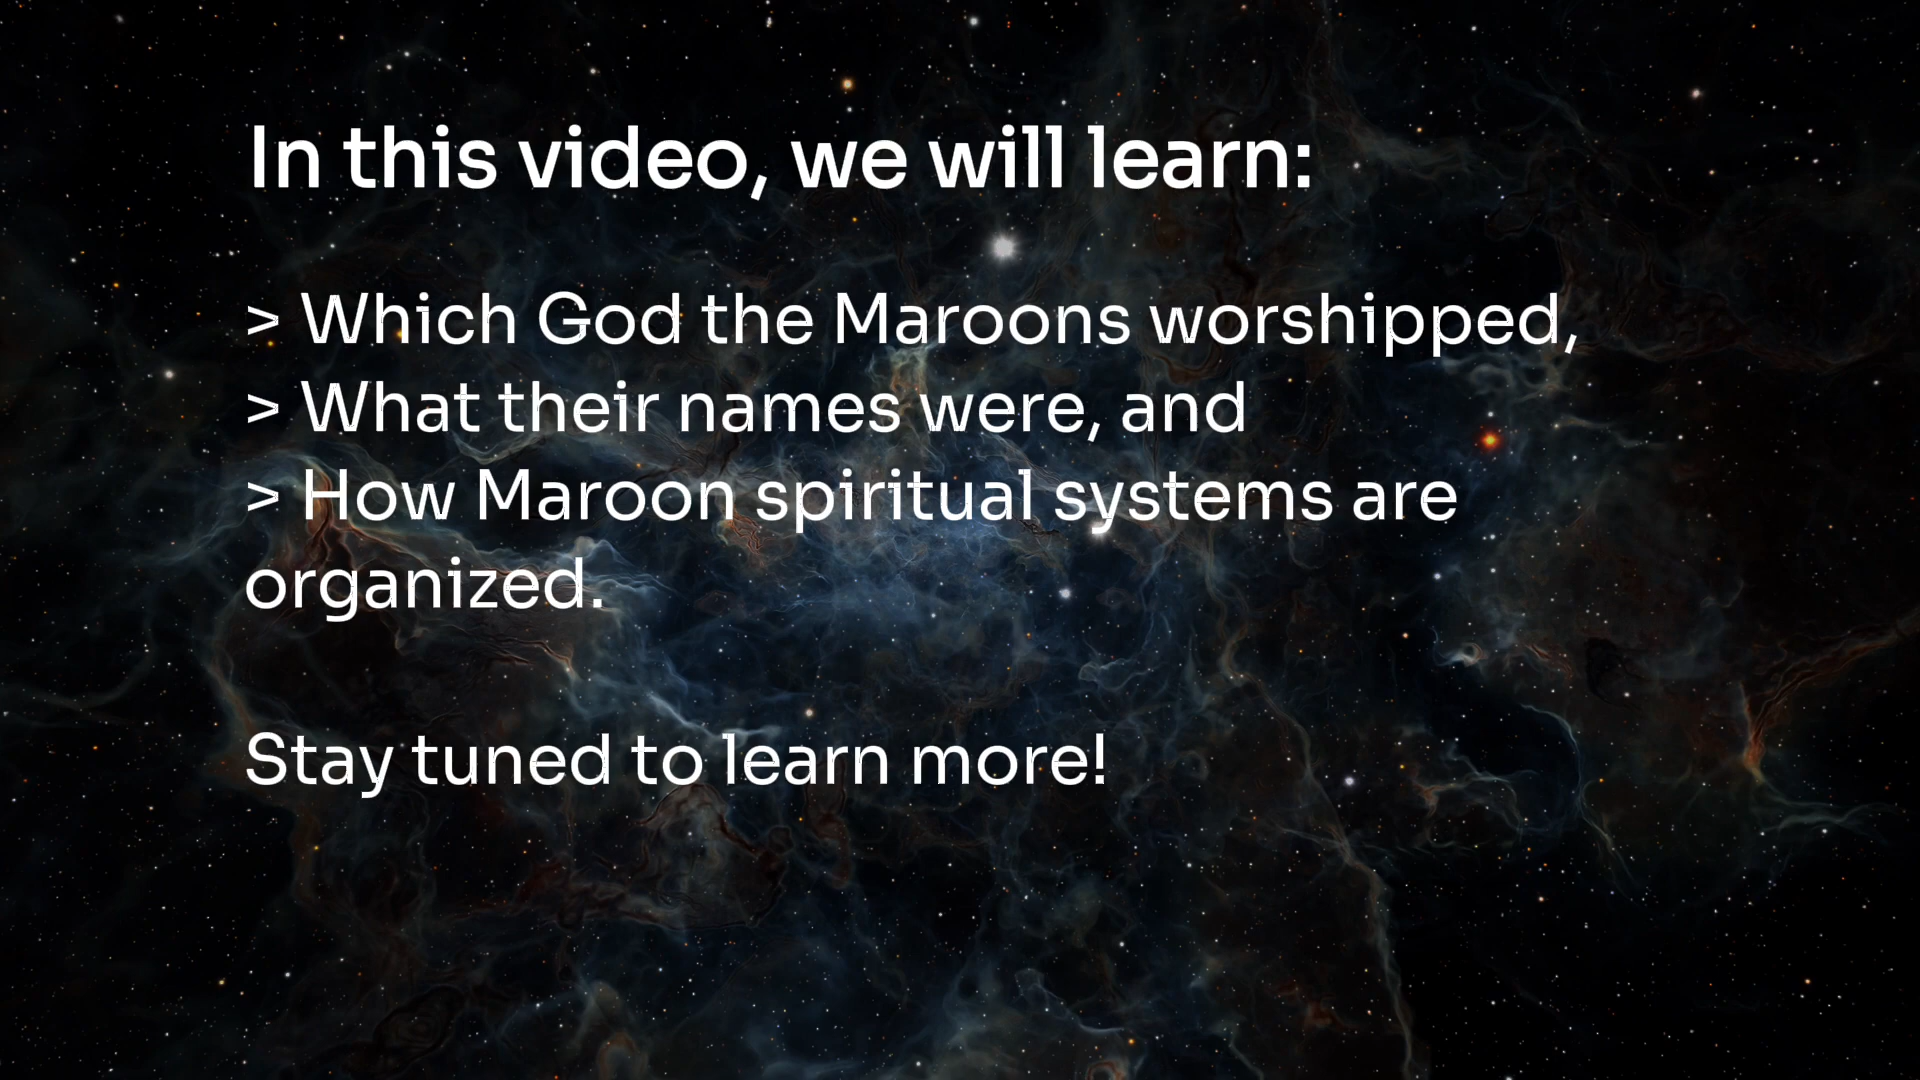 In this video, we will learn:
> Which God the Maroons worshipped,
> What their names were, and
> How Maroon spiritual systems are
organized.
Stay tuned to learn more!